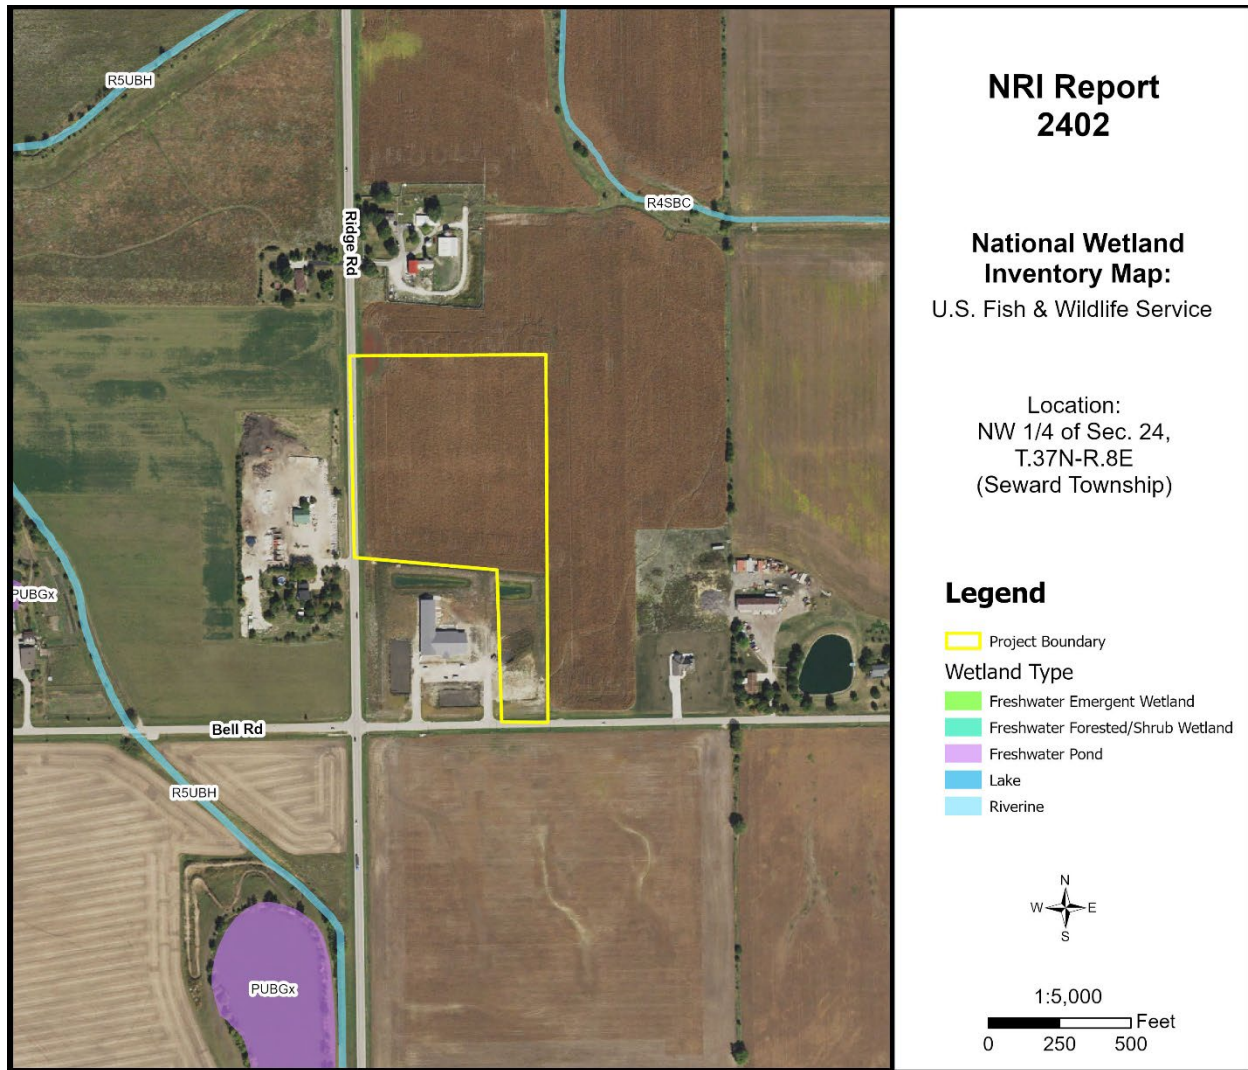 R5UBH
R4SBC
Ridge Rd
PUBGx
Bell Rd
R5UBH
PUBGx
NRI Report
2402
National Wetland
Inventory Map:
U.S. Fish & Wildlife Service
Location:
NW 1/4 of Sec. 24,
T.37N-R.8E
(Seward Township)
Legend
Project Boundary
Wetland Type
Freshwater Emergent Wetland
Freshwater Forested/Shrub Wetland
Freshwater Pond
Lake
Riverine
N
W E
S
1:5,000
Feet
0 250 500